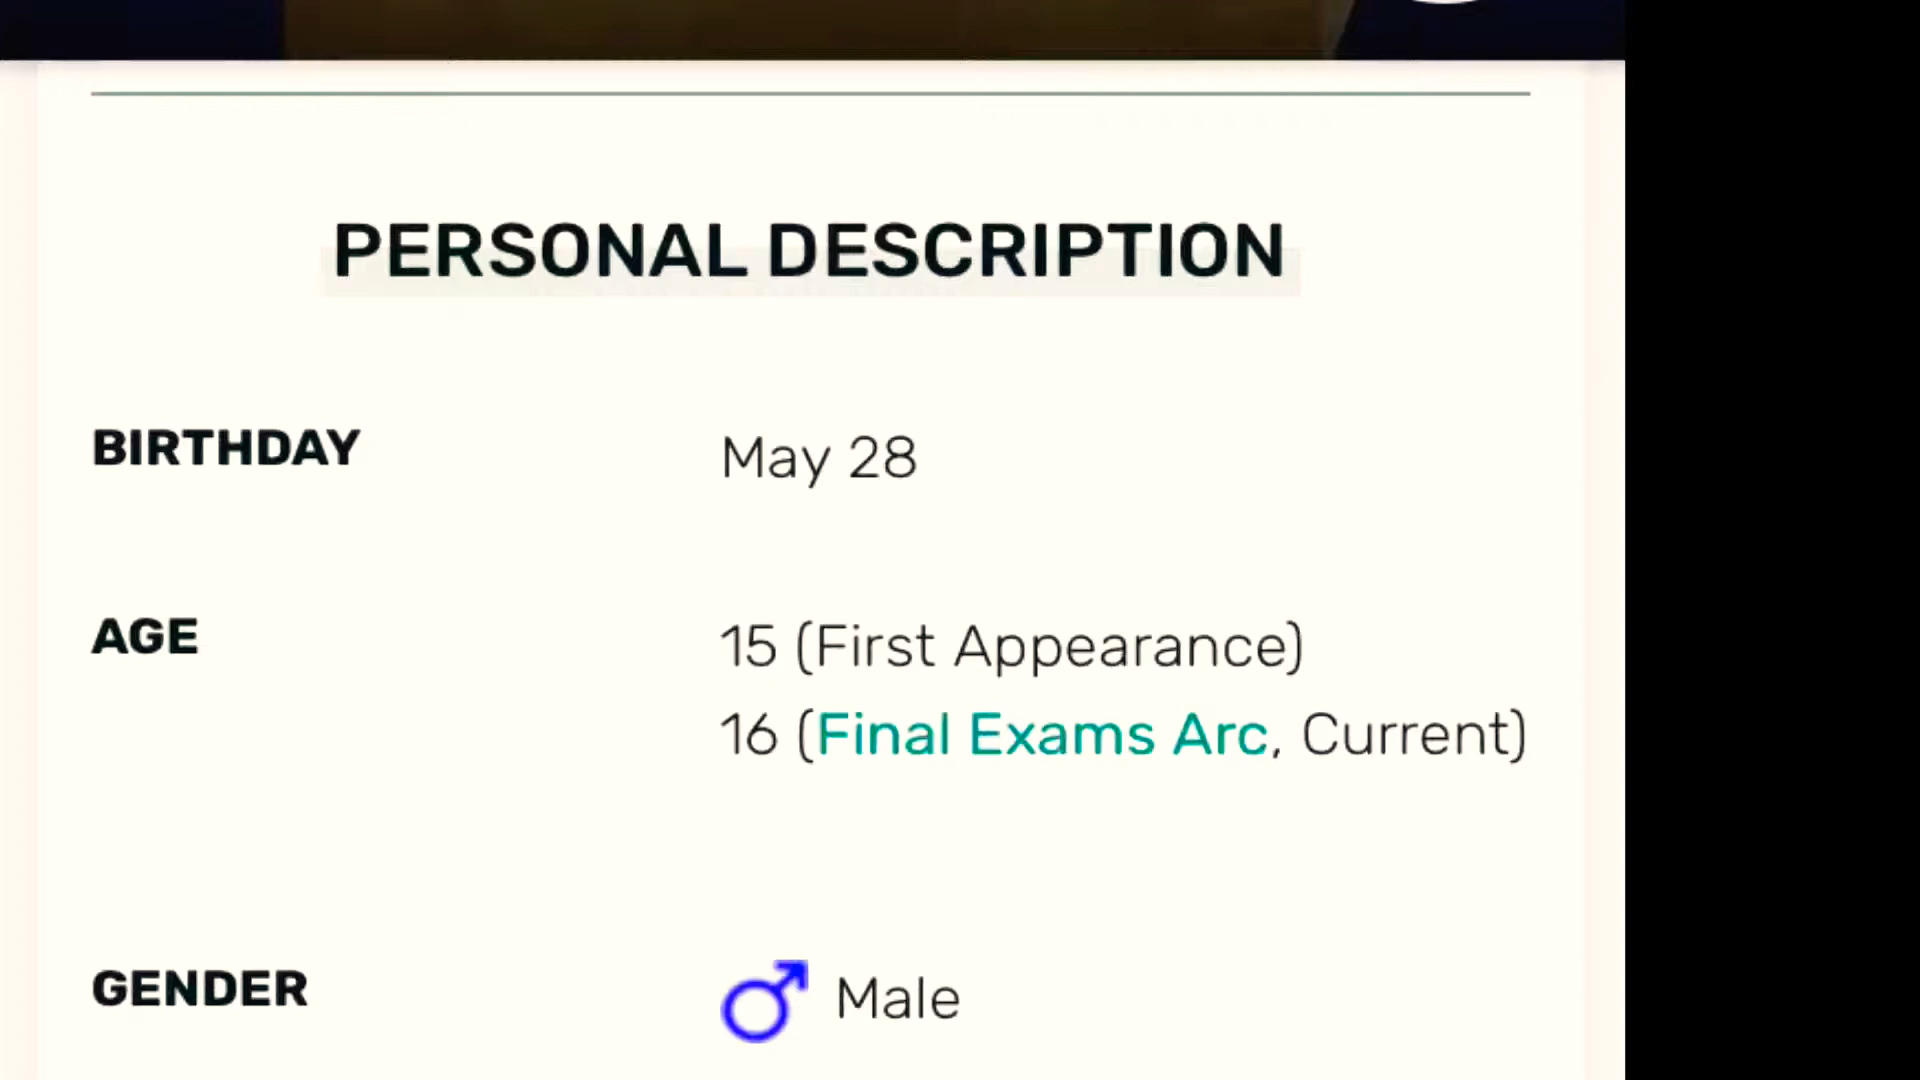 PERSONAL DESCRIPTION
BIRTHDAY
May 28
AGE
15 (First Appearance)
16 (Final Exams Arc, Current)
GENDER
Male